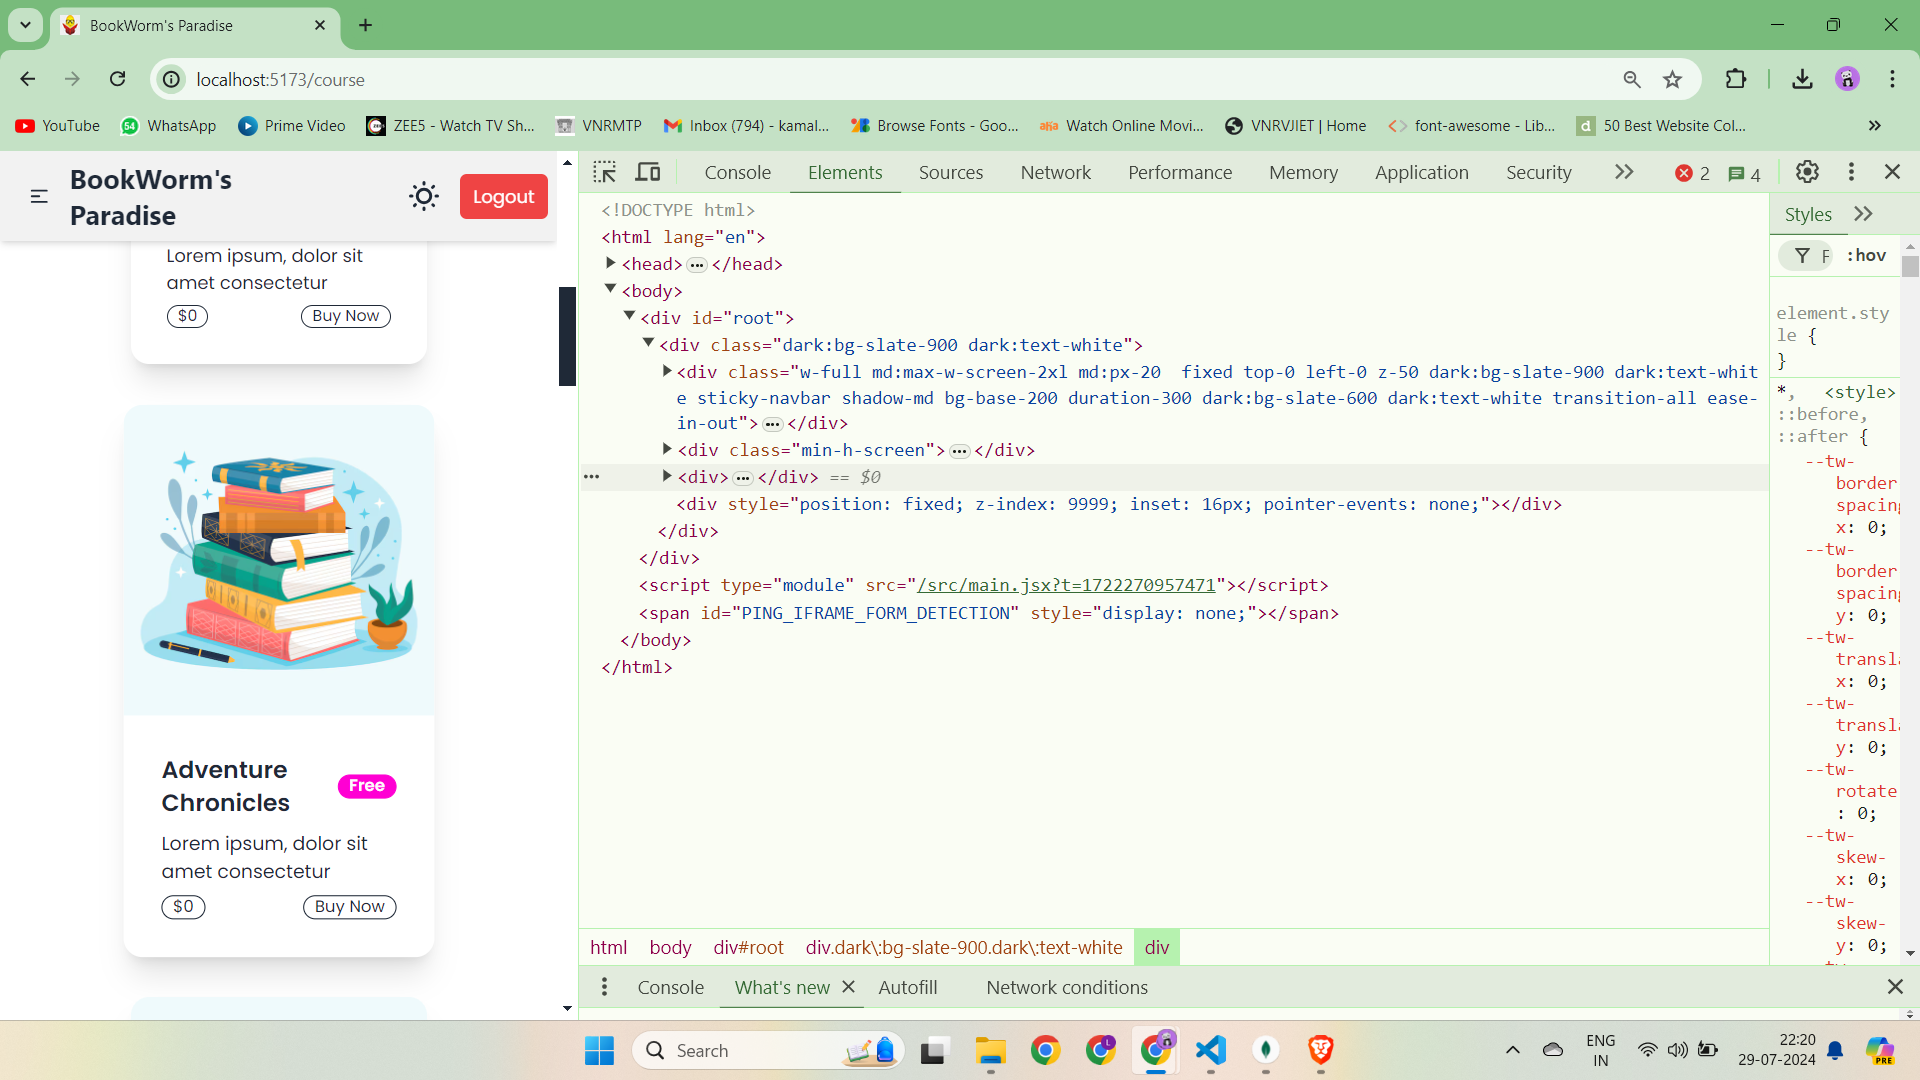 BookWorm's Paradise
localhost:5173/course
YouTube
54
WhatsApp
Prime Video
ZEE5 - Watch TV Sh...
VNRMTP
Inbox (794) - kamal...
Browse Fonts - Goo...
aha
Watch Online Movi...
VNRVJIET | Home
font-awesome - Lib...
d
50 Best Website Col...
BookWorm's
Paradise
Logout
Lorem ipsum, dolor sit
amet consectetur
$0
Buy Now
Adventure
Chronicles
Free
Lorem ipsum, dolor sit
amet consectetur
$0
Buy Now
Console
Elements
Sources
Network
Performance
Memory
Application
Security
2
4
<!DOCTYPE html>
<html lang="en">
<head> ... </head>
<body>
<div id="root">
<div class="dark:bg-slate-900 dark:text-white">
<div class="w-full md:max-w-screen-2xl md:px-20  fixed top-0 left-0 z-50 dark:bg-slate-900 dark:text-whit
e sticky-navbar shadow-md bg-base-200 duration-300 dark:bg-slate-600 dark:text-white transition-all ease-
in-out"> ... </div>
<div class="min-h-screen"> ... </div>
... <div> ... </div> == $0
<div style="position: fixed; z-index: 9999; inset: 16px; pointer-events: none;"></div>
</div>
</div>
<script type="module" src="/src/main.jsx?t=1722270957471"></script>
<span id="PING_IFRAME_FORM_DETECTION" style="display: none;"></span>
</body>
</html>
html
body
div#root
div.dark\:bg-slate-900.dark\:text-white
div
Styles
F
:hov
element.sty
le {
}
*, <style>
::before,
::after {
--tw-
border
spacing
x: 0;
--tw-
border
spacing
y: 0;
--tw-
transla
x: 0;
--tw-
transla
y: 0;
--tw-
rotate
: 0;
--tw-
skew-
x: 0;
--tw-
skew-
y: 0;
Console
What's new
Autofill
Network conditions
Search
L
ENG
IN
22:20
29-07-2024
PRE